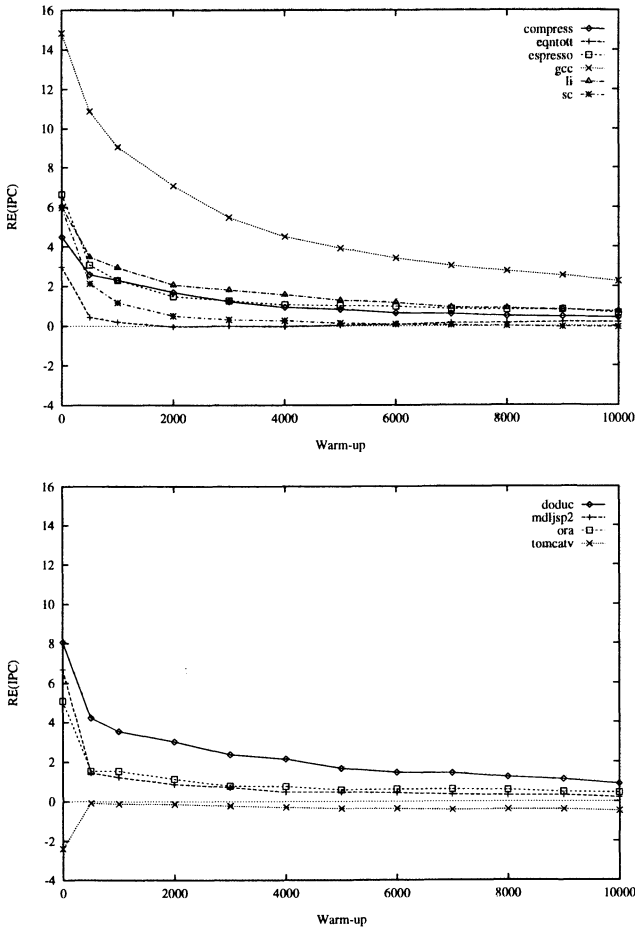 16
14
12
10
8
6
4
2
0
-2
-4
RE(IPC)
compress
eqntott
espresso
gcc
li
sc
0 2000 4000 6000 8000 10000
Warm-up
16
14
12
10
8
6
4
2
0
-2
-4
RE(IPC)
doduc
mdljsp2
ora
tomcatv
0 2000 4000 6000 8000 10000
Warm-up